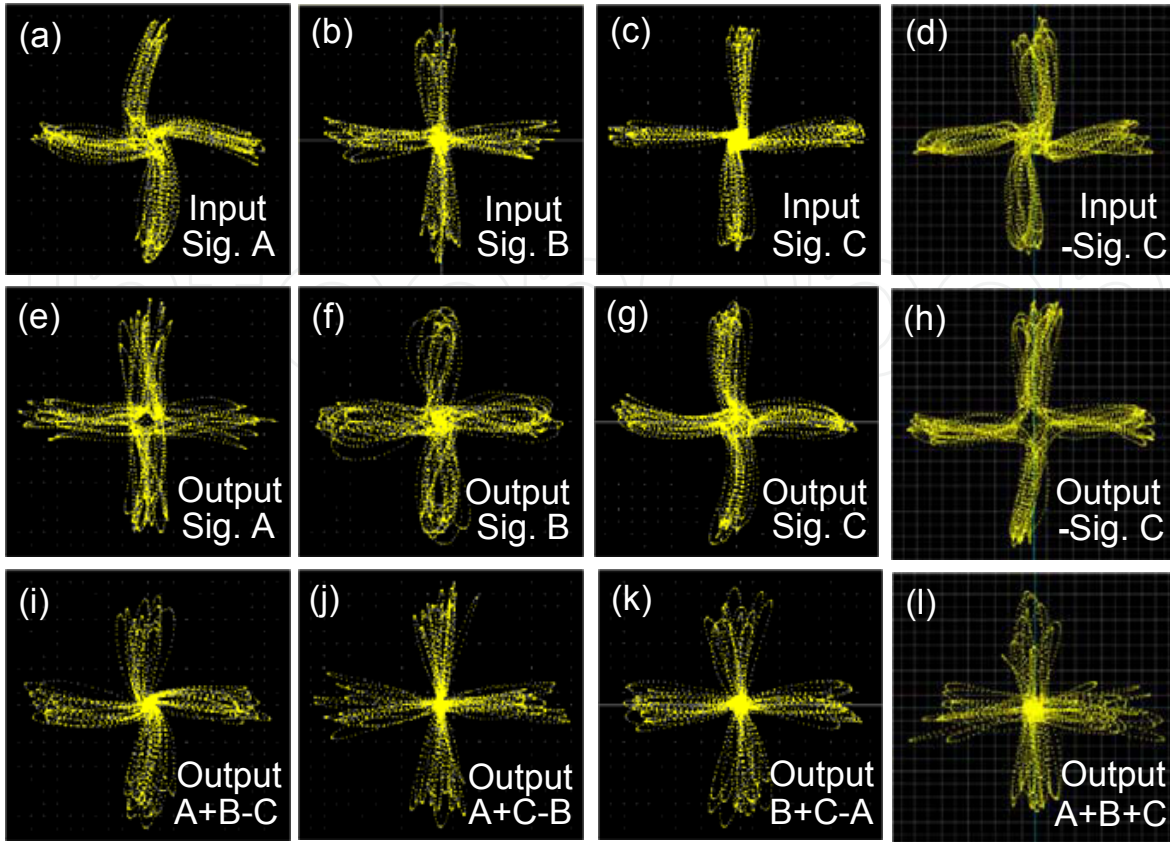 (a)
Input
Sig. A
(b)
Input
Sig. B
(c)
Input
Sig. C
(d)
Input
-Sig. C
(e)
Output
Sig. A
(f)
Output
Sig. B
(g)
Output
Sig. C
(h)
Output
-Sig. C
(i)
Output
A+B-C
(j)
Output
A+C-B
(k)
Output
B+C-A
(l)
Output
A+B+C